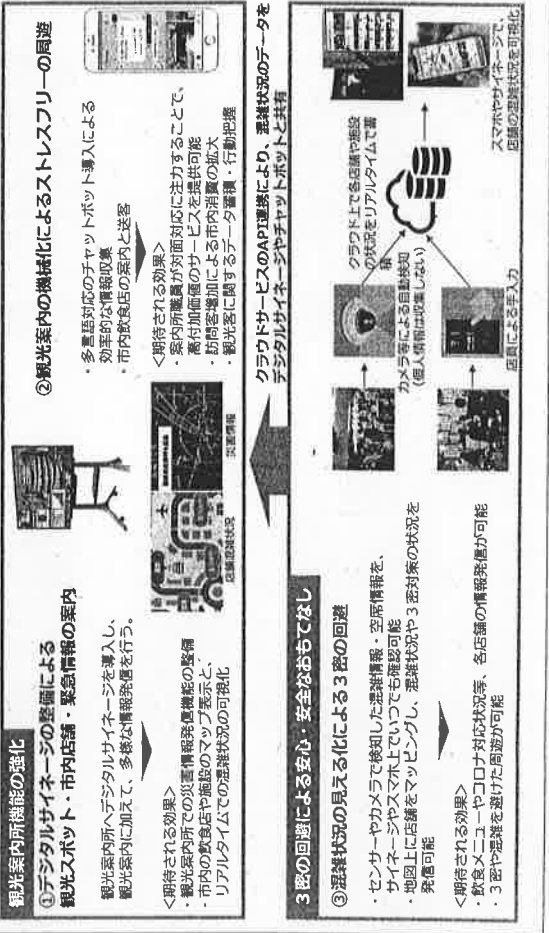 観光案内所機能の強化
①デジタルサイネージの整備による
観光スポット・市内店舗・緊急情報の案内
観光案内所へデジタルサイネージを導入し、
観光案内に加えて、多様な情報発信を行う。
＜期待される効果＞
・観光案内所での災害情報発信機能の整備
・市内の飲食店や施設のマップ表示と、
リアルタイムでの混雑状況の可視化
店舗混雑状況
災害情報
②観光案内の機械化によるストレスフリーの周遊
・多言語対応のチャットボット導入による
効率的な情報収集
・市内飲食店の案内と送客
＜期待される効果＞
・案内所職員が対面対応に注力することで、
高付加価値のサービスを提供可能
・訪問客増加による市内消費の拡大
・観光客に関するデータ蓄積・行動把握
クラウドサービスのAPI連携により、混雑状況のデータを
デジタルサイネージやチャットボットと共有
3密の回避による安心・安全なおもてなし
③混雑状況の見える化による3密の回避
・センサーやカメラで検知した混雑情報・空席情報を、
サイネージやスマホ上でいつでも確認可能
・地図上に店舗をマッピングし、混雑状況や3密対策の状況を
発信可能
＜期待される効果＞
・飲食メニューやコロナ対応状況等、各店舗の情報発信が可能
・3密や混雑を避けた周遊が可能
カメラ等による自動検知
（個人情報は収集しない）
店員による手入力
クラウド上で各店舗や施設
の状況をリアルタイムで蓄
積
スマホやサイネージで、
店舗の混雑状況を可視化